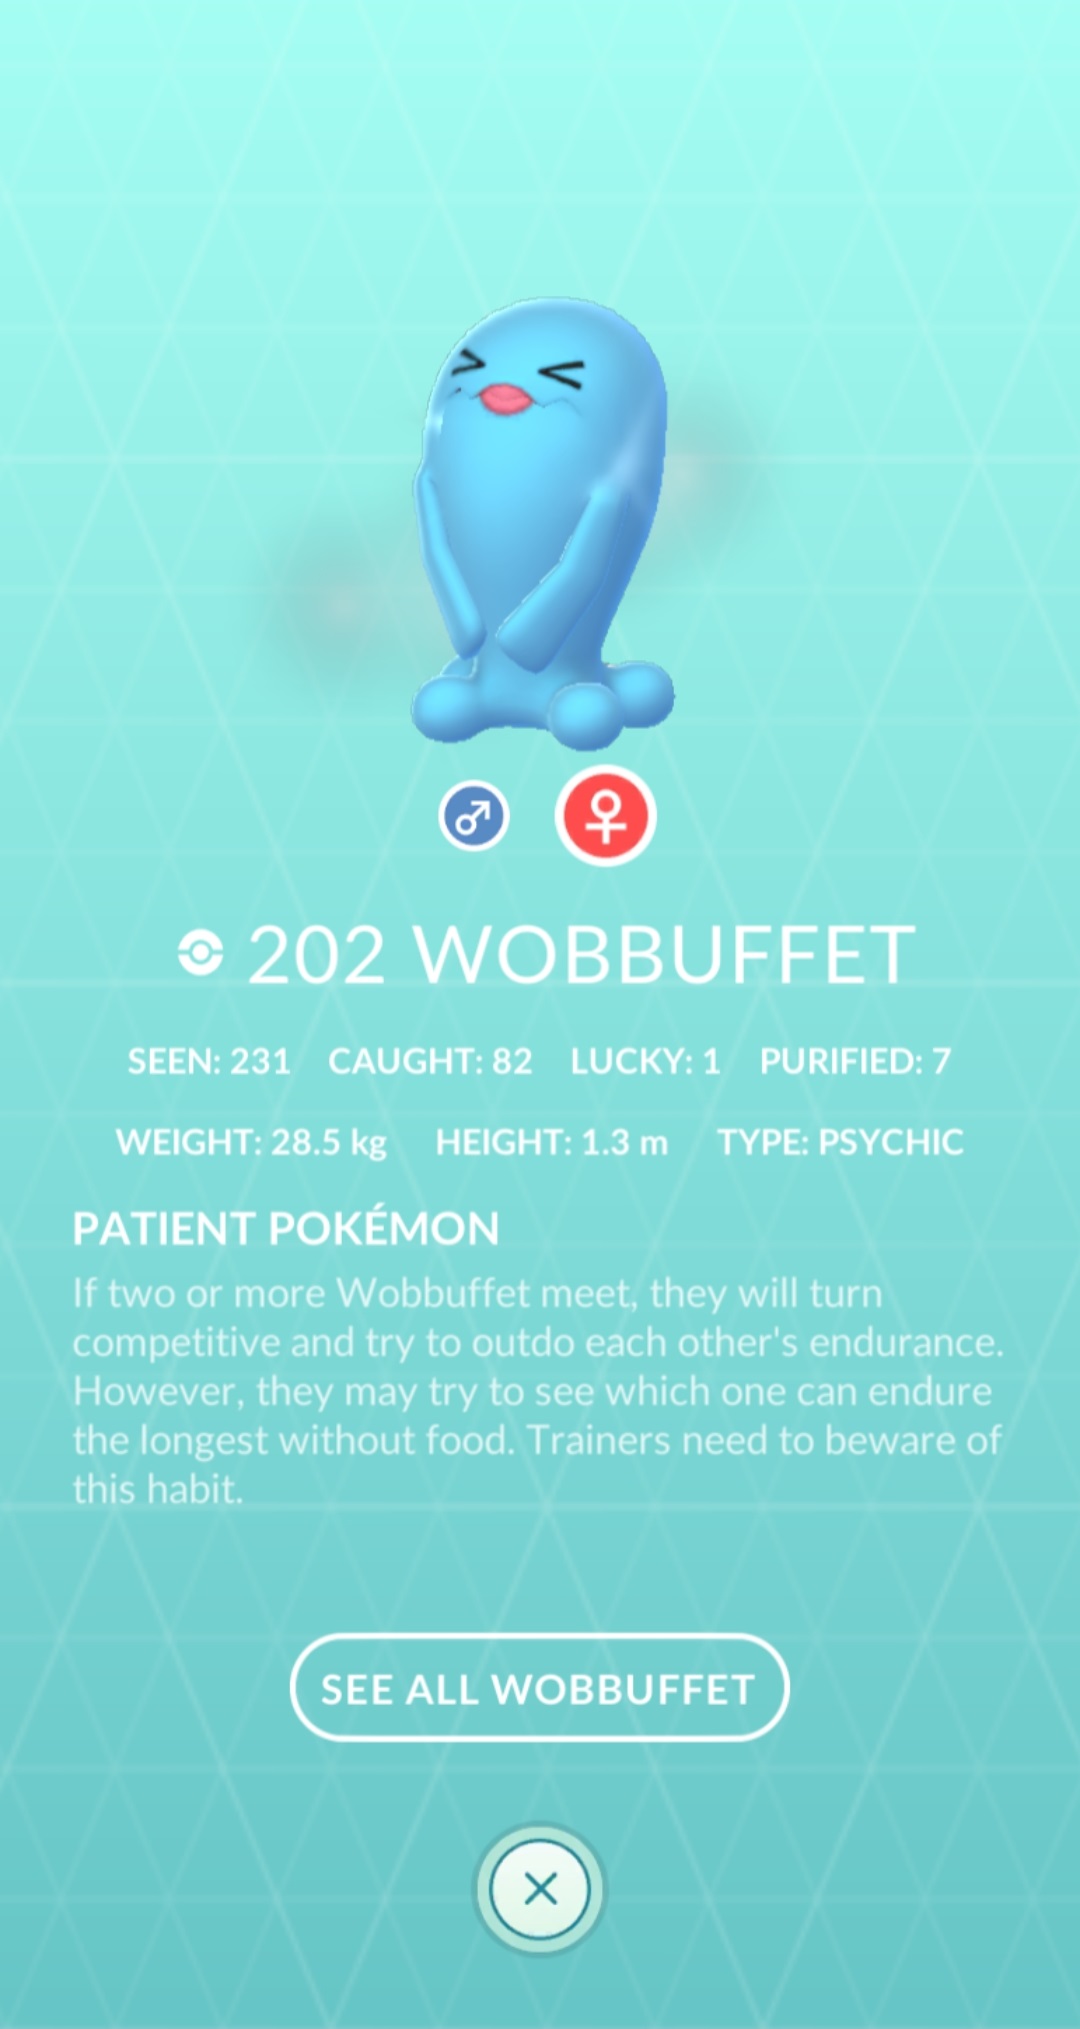 202 WOBBUFFET
SEEN: 231 CAUGHT: 82 LUCKY: 1 PURIFIED: 7
WEIGHT: 28.5 kg HEIGHT: 1.3 m TYPE: PSYCHIC
PATIENT POKÉMON
If two or more Wobbuffet meet, they will turn
competitive and try to outdo each other's endurance.
However, they may try to see which one can endure
the longest without food. Trainers need to beware of
this habit.
SEE ALL WOBBUFFET